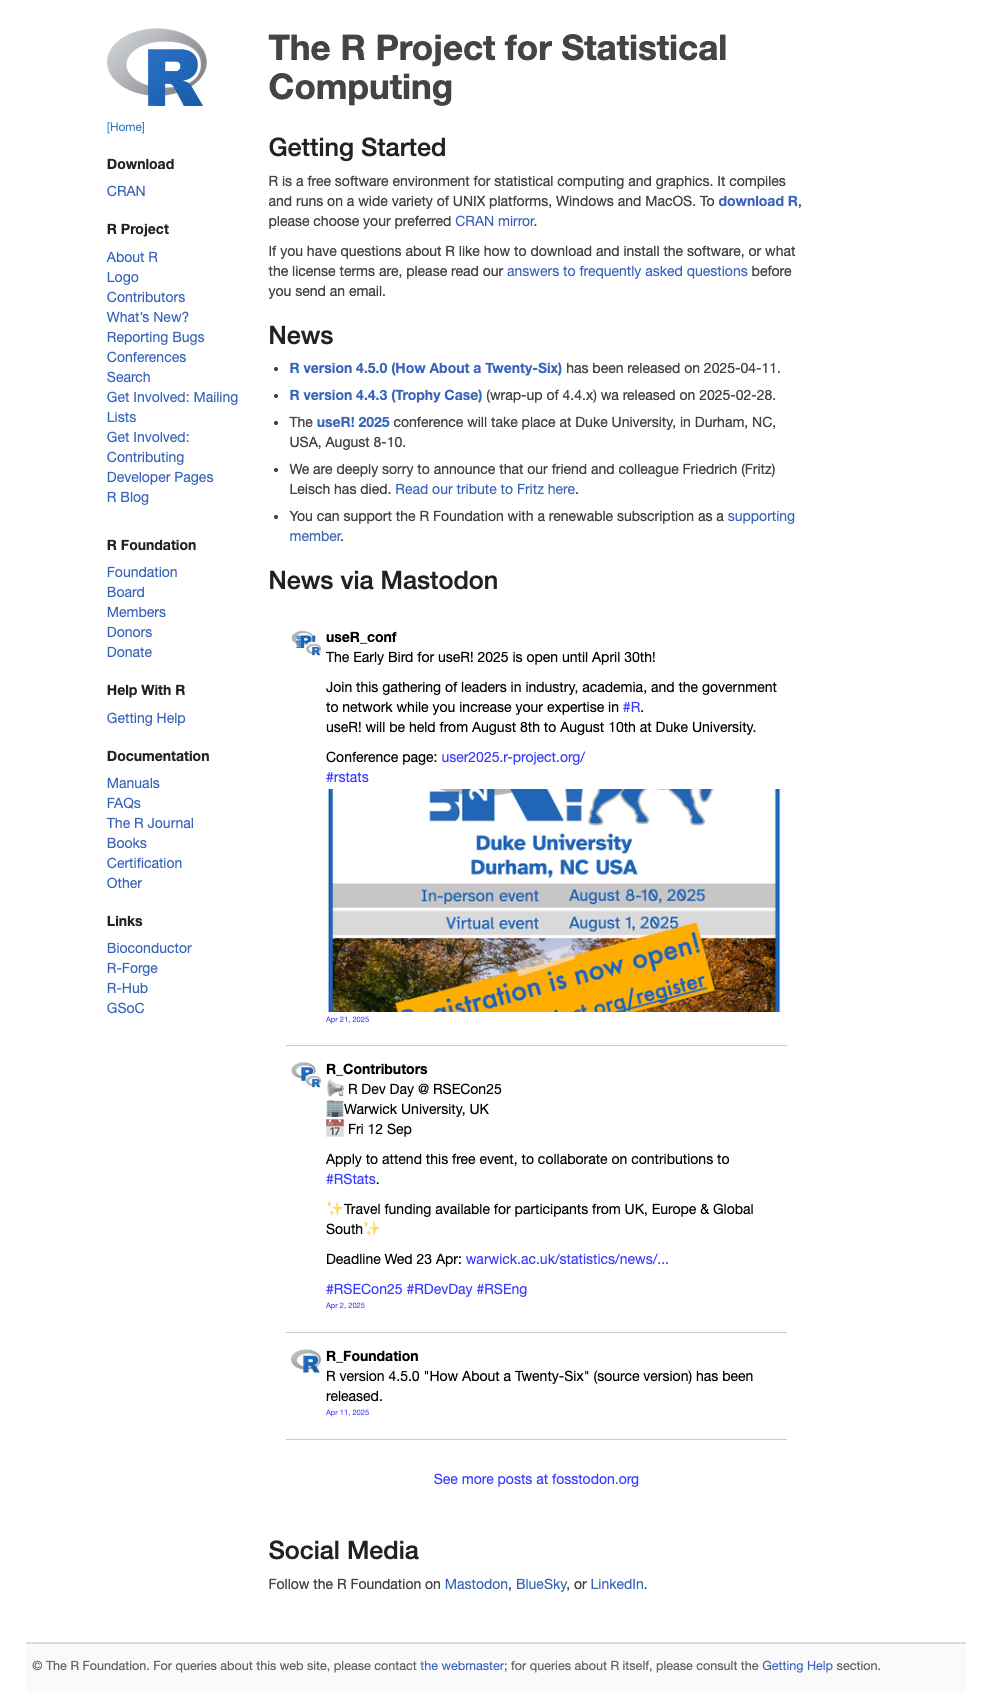 R
[Home]
Download
CRAN
R Project
About R
Logo
Contributors
What's New?
Reporting Bugs
Conferences
Search
Get Involved: Mailing
Lists
Get Involved:
Contributing
Developer Pages
R Blog
R Foundation
Foundation
Board
Members
Donors
Donate
Help With R
Getting Help
Documentation
Manuals
FAQs
The R Journal
Books
Certification
Other
Links
Bioconductor
R-Forge
R-Hub
GSoC
The R Project for Statistical
Computing
Getting Started
R is a free software environment for statistical computing and graphics. It compiles
and runs on a wide variety of UNIX platforms, Windows and MacOS. To download R,
please choose your preferred CRAN mirror.
If you have questions about R like how to download and install the software, or what
the license terms are, please read our answers to frequently asked questions before
you send an email.
News
• R version 4.5.0 (How About a Twenty-Six) has been released on 2025-04-11.
• R version 4.4.3 (Trophy Case) (wrap-up of 4.4.x) wa released on 2025-02-28.
• The useR! 2025 conference will take place at Duke University, in Durham, NC,
USA, August 8-10.
• We are deeply sorry to announce that our friend and colleague Friedrich (Fritz)
Leisch has died. Read our tribute to Fritz here.
• You can support the R Foundation with a renewable subscription as a supporting
member.
News via Mastodon
useR_conf
The Early Bird for useR! 2025 is open until April 30th!
Join this gathering of leaders in industry, academia, and the government
to network while you increase your expertise in #R.
useR! will be held from August 8th to August 10th at Duke University.
Conference page: user2025.r-project.org/
#rstats
Duke University
Durham, NC USA
In-person event August 8-10, 2025
Virtual event August 1, 2025
is now open!
org/register
Apr 21, 2025
R_Contributors
📢 R Dev Day @ RSECon25
🏢Warwick University, UK
📅 Fri 12 Sep
Apply to attend this free event, to collaborate on contributions to
#RStats.
✨Travel funding available for participants from UK, Europe & Global
South✨
Deadline Wed 23 Apr: warwick.ac.uk/statistics/news/...
#RSECon25 #RDevDay #RSEng
Apr 2, 2025
R_Foundation
R version 4.5.0 "How About a Twenty-Six" (source version) has been
released.
Apr 11, 2025
See more posts at fosstodon.org
Social Media
Follow the R Foundation on Mastodon, BlueSky, or LinkedIn.
© The R Foundation. For queries about this web site, please contact the webmaster; for queries about R itself, please consult the Getting Help section.